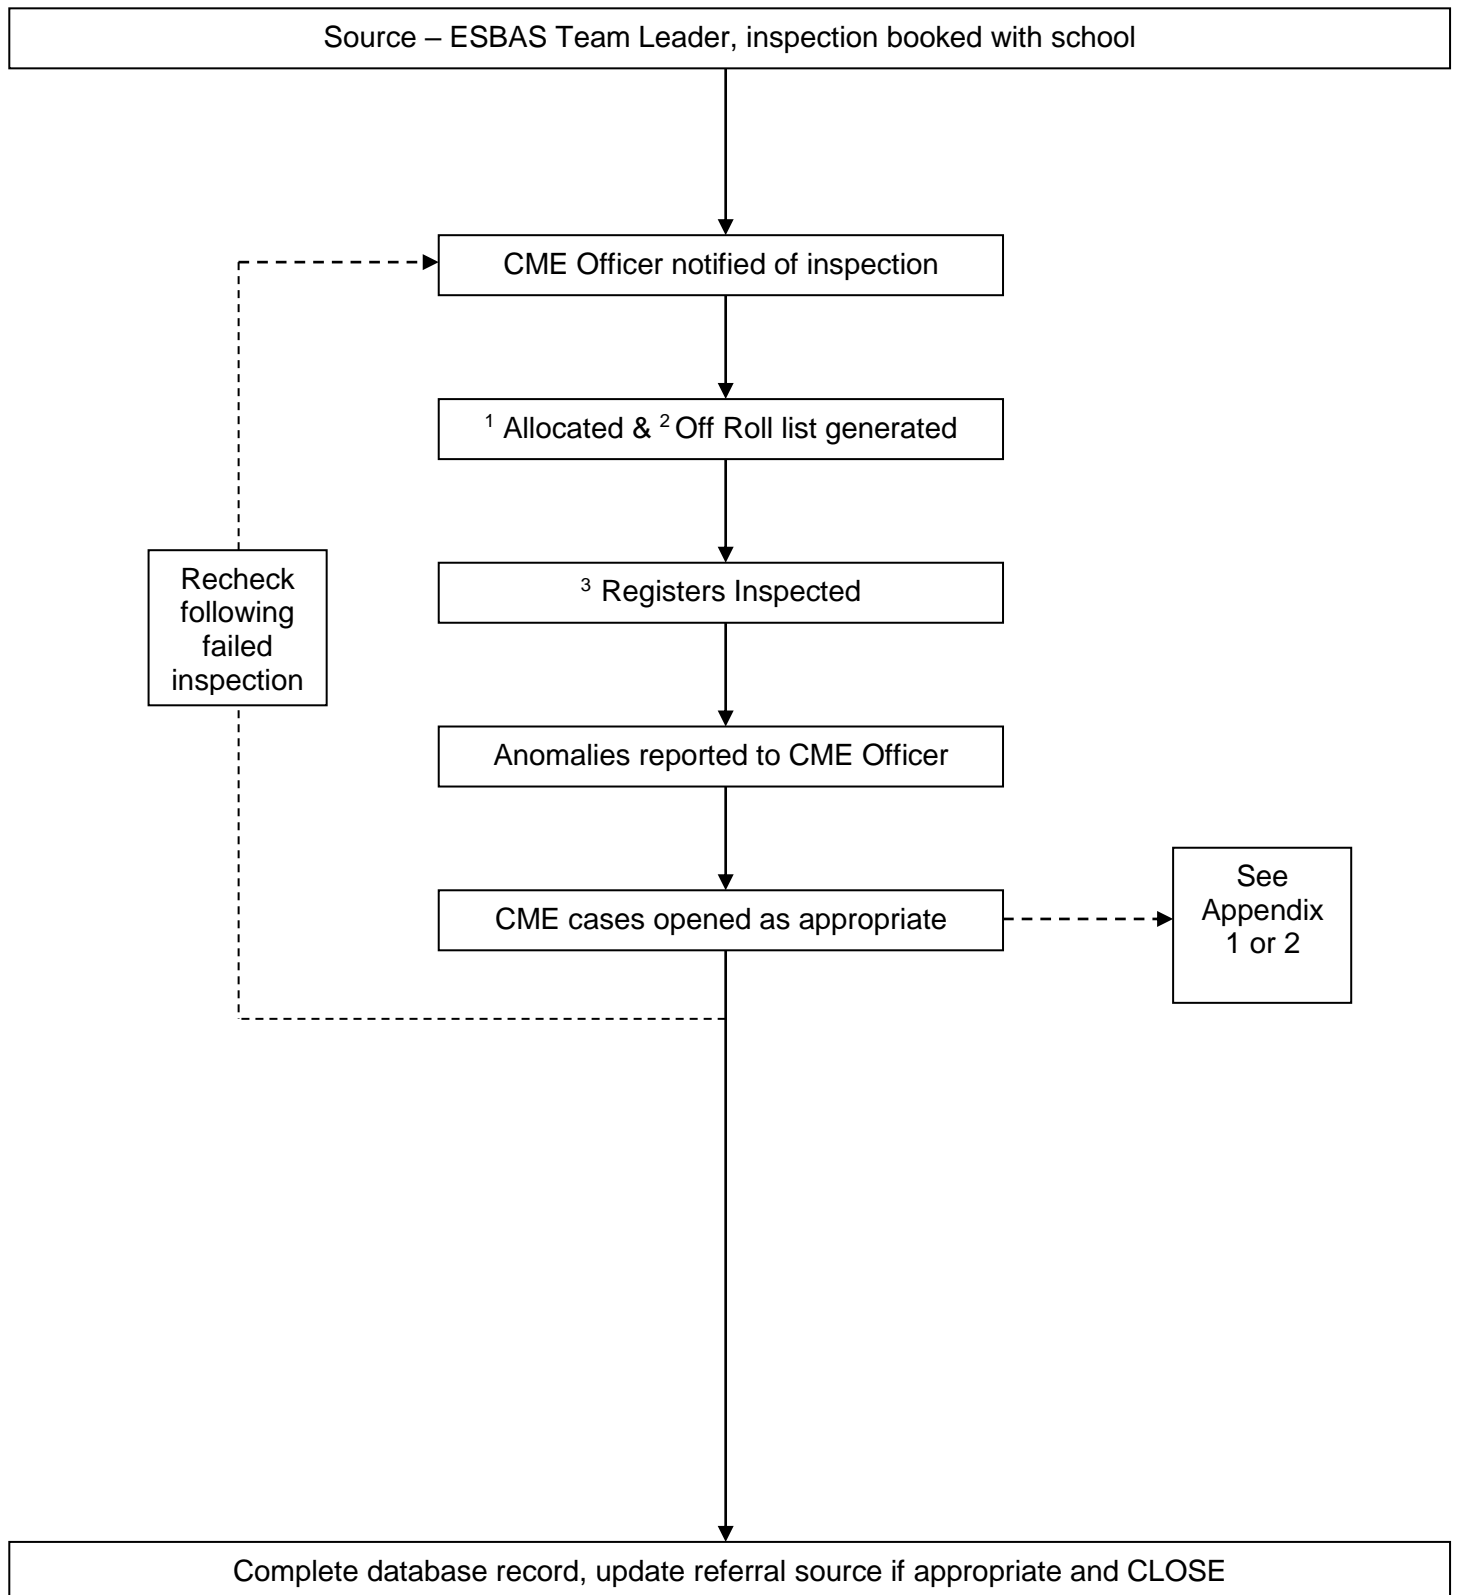 Source – ESBAS Team Leader, inspection booked with school
CME Officer notified of inspection
¹ Allocated & ² Off Roll list generated
³ Registers Inspected
Recheck
following
failed
inspection
Anomalies reported to CME Officer
CME cases opened as appropriate
See
Appendix
1 or 2
Complete database record, update referral source if appropriate and CLOSE